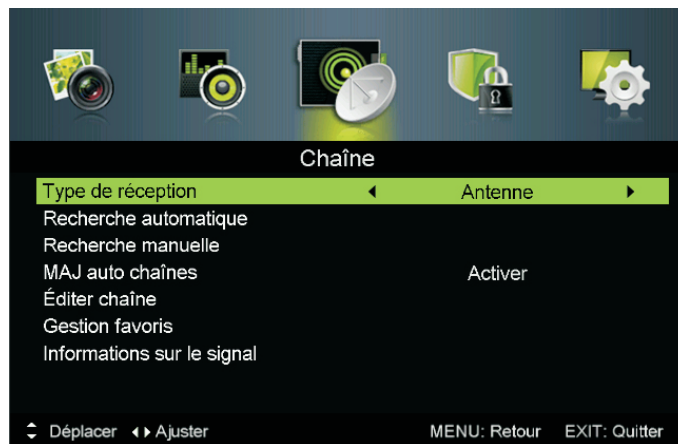 Chaîne
Type de réception Antenne
Recherche automatique
Recherche manuelle
MAJ auto chaînes Activer
Éditer chaîne
Gestion favoris
Informations sur le signal
Déplacer Ajuster MENU: Retour EXIT: Quitter